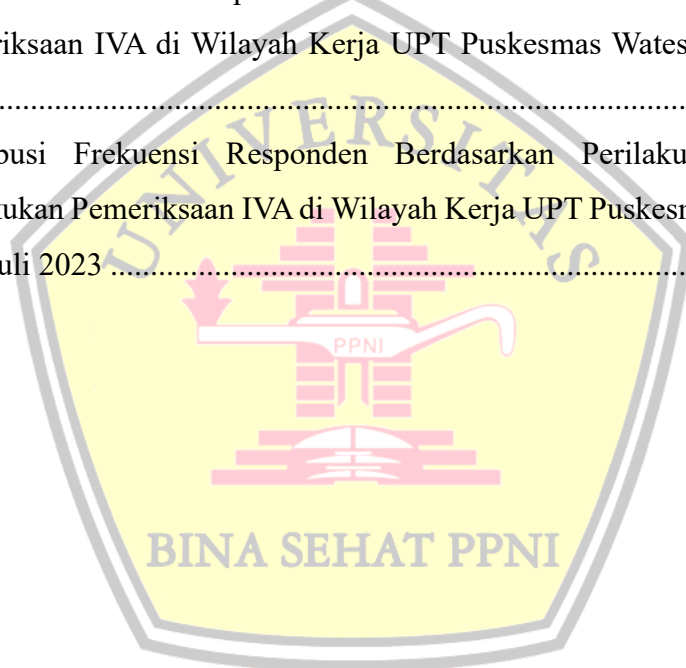 riksaan IVA di Wilayah Kerja UPT Puskesmas Wates
....................................................................................
busi Frekuensi Responden Berdasarkan Perilaku
kukan Pemeriksaan IVA di Wilayah Kerja UPT Puskesm
uli 2023 ......................................................................
UNIVERSITAS
PPNI
BINA SEHAT PPNI